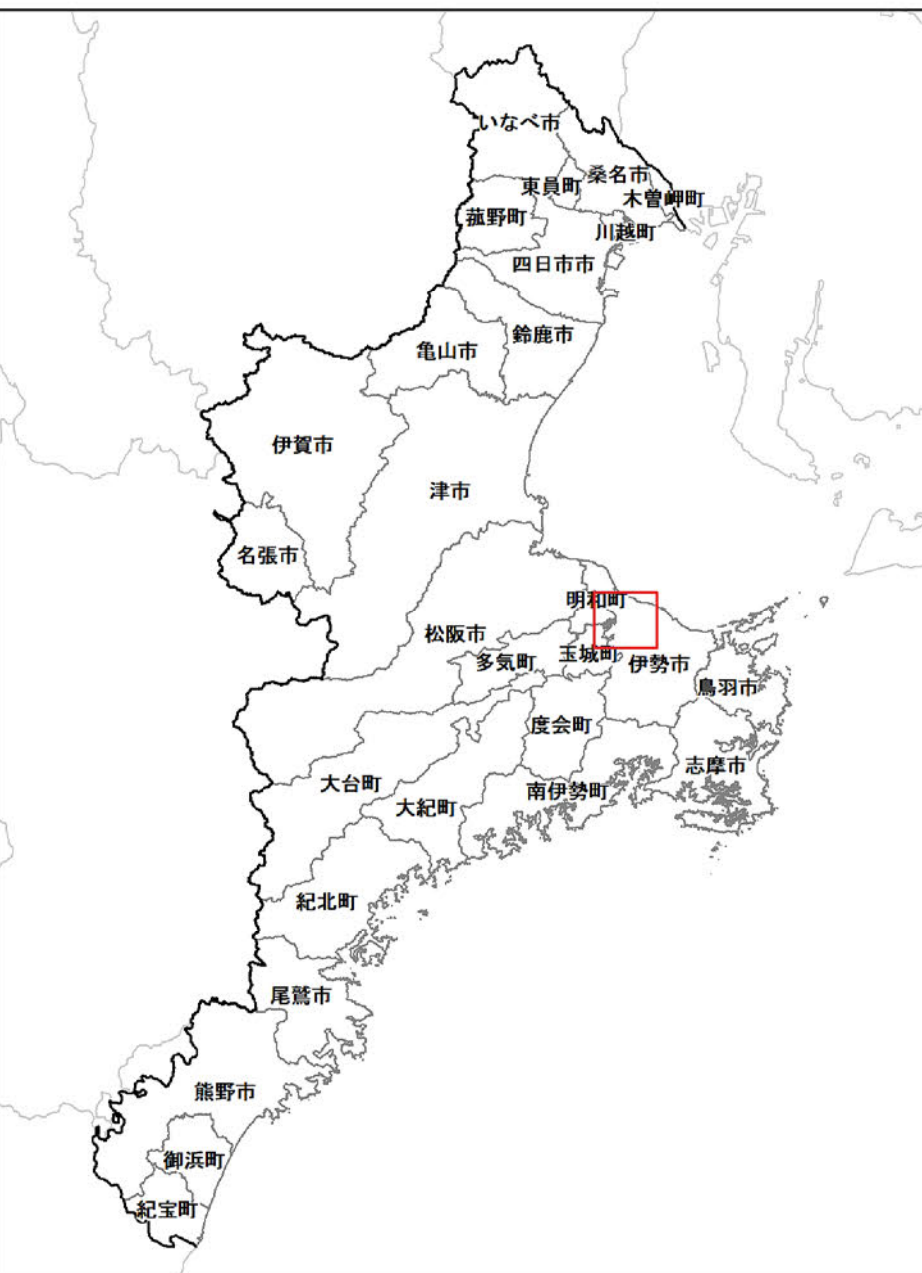 いなべ市
東員町
桑名市
木曽岬町
菰野町
川越町
四日市市
鈴鹿市
亀山市
伊賀市
津市
名張市
明和町
松阪市
多気町
玉城町
伊勢市
鳥羽市
度会町
志摩市
大台町
南伊勢町
大紀町
紀北町
尾鷲市
熊野市
御浜町
紀宝町